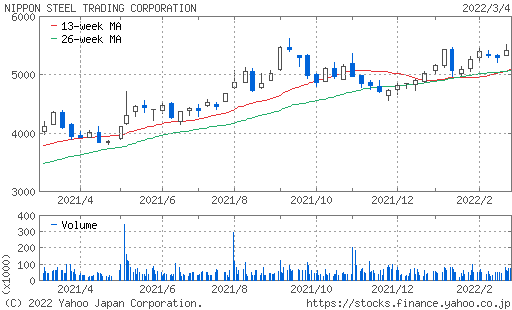 NIPPON STEEL TRADING CORPORATION 2022/3/4
13-week MA
26-week MA
6000
5000
4000
3000
2021/4 2021/6 2021/8 2021/10 2021/12 2022/2
Volume
400
300
200
100
0
(x1000)
2021/4 2021/6 2021/8 2021/10 2021/12 2022/2
(C) 2022 Yahoo Japan Corporation. https://stocks.finance.yahoo.co.jp